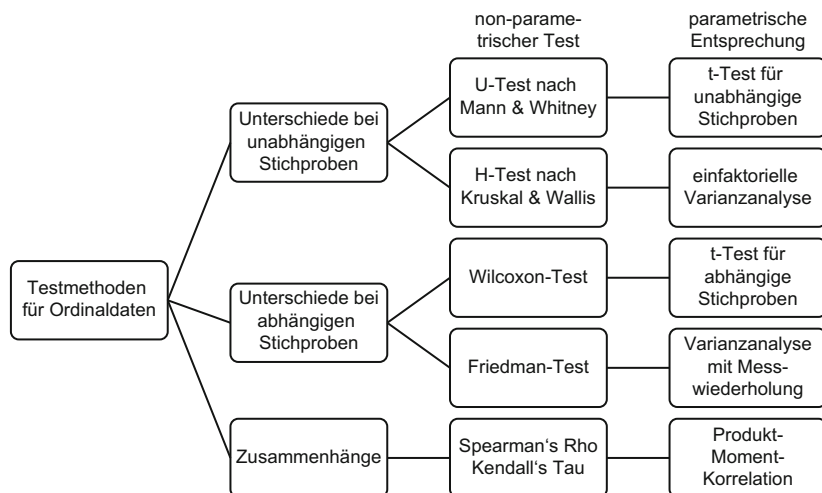 non-parame-
trischer Test
parametrische
Entsprechung
U-Test nach
Mann & Whitney
t-Test für
unabhängige
Stichproben
Unterschiede bei
unabhängigen
Stichproben
H-Test nach
Kruskal & Wallis
einfaktorielle
Varianzanalyse
Testmethoden
für Ordinaldaten
Wilcoxon-Test
t-Test für
abhängige
Stichproben
Unterschiede bei
abhängigen
Stichproben
Friedman-Test
Varianzanalyse
mit Mess-
wiederholung
Zusammenhänge
Spearman‘s Rho
Kendall‘s Tau
Produkt-
Moment-
Korrelation